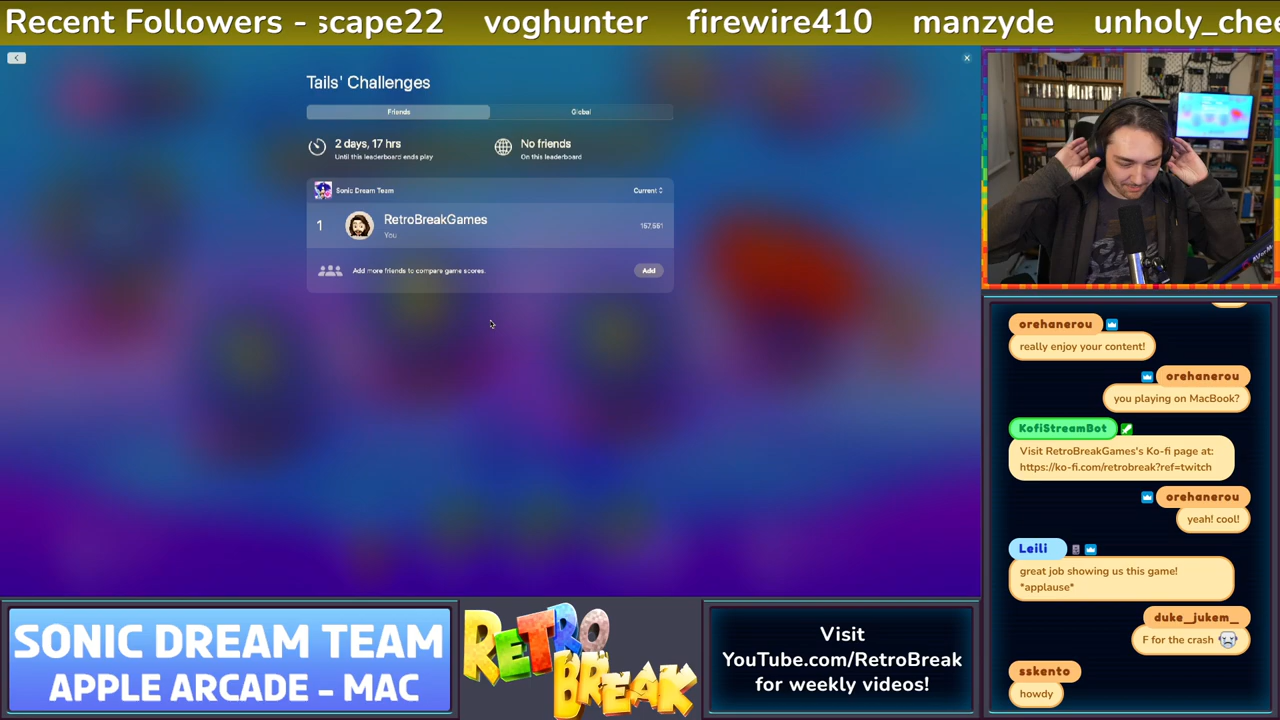 Recent Followers - scape22 voghunter firewire410 manzyde unholy_chee
Tails' Challenges
Friends
Global
2 days, 17 hrs
Until this leaderboard ends play
No friends
On this leaderboard
Sonic Dream Team
Current
1
RetroBreakGames
You
157,551
Add more friends to compare game scores.
Add
orehanerou
really enjoy your content!
orehanerou
you playing on MacBook?
KofiStreamBot
Visit RetroBreakGames's Ko-fi page at:
https://ko-fi.com/retrobreak?ref=twitch
orehanerou
yeah! cool!
Leili
great job showing us this game!
*applause*
duke_jukem_
F for the crash
sskento
howdy
SONIC DREAM TEAM
APPLE ARCADE - MAC
RETRO
BREAK
Visit
YouTube.com/RetroBreak
for weekly videos!